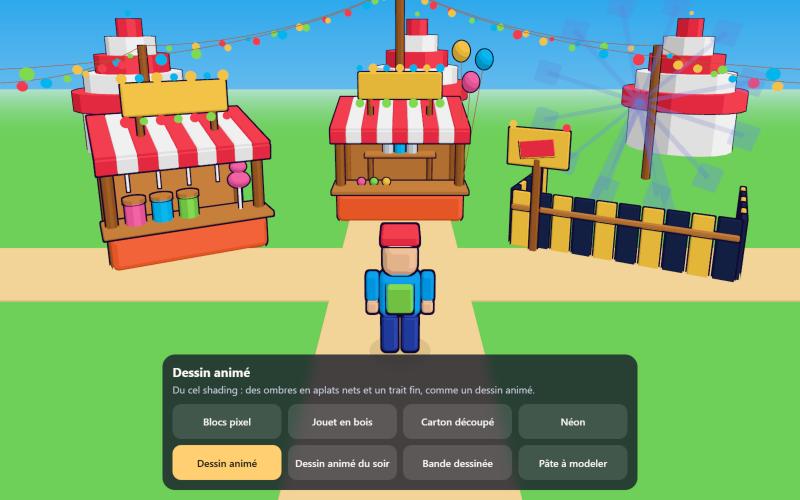 Dessin animé
Du cel shading : des ombres en aplats nets et un trait fin, comme un dessin animé.
Blocs pixel
Jouet en bois
Carton découpé
Néon
Dessin animé
Dessin animé du soir
Bande dessinée
Pâte à modeler